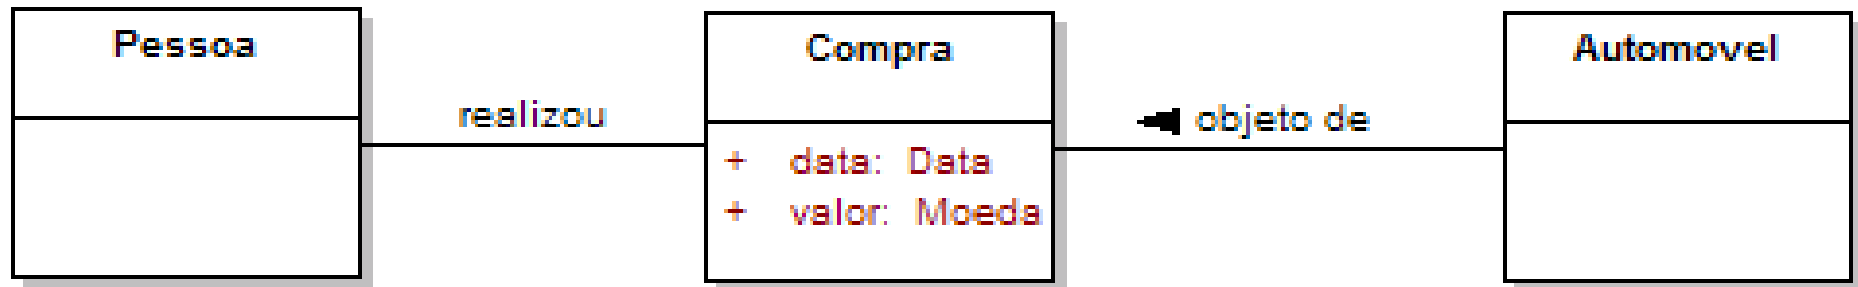 Pessoa
realizou
Compra
+ data: Data
+ valor: Moeda
objeto de
Automovel